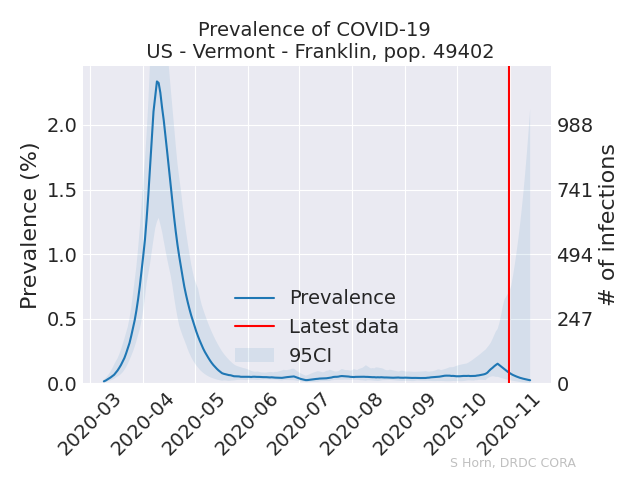 Prevalence of COVID-19
US - Vermont - Franklin, pop. 49402
Prevalence (%)
2.0
1.5
1.0
0.5
0.0
988
741
494
247
0
# of infections
Prevalence
Latest data
95CI
2020-03
2020-04
2020-05
2020-06
2020-07
2020-08
2020-09
2020-10
2020-11
S Horn, DRDC CORA